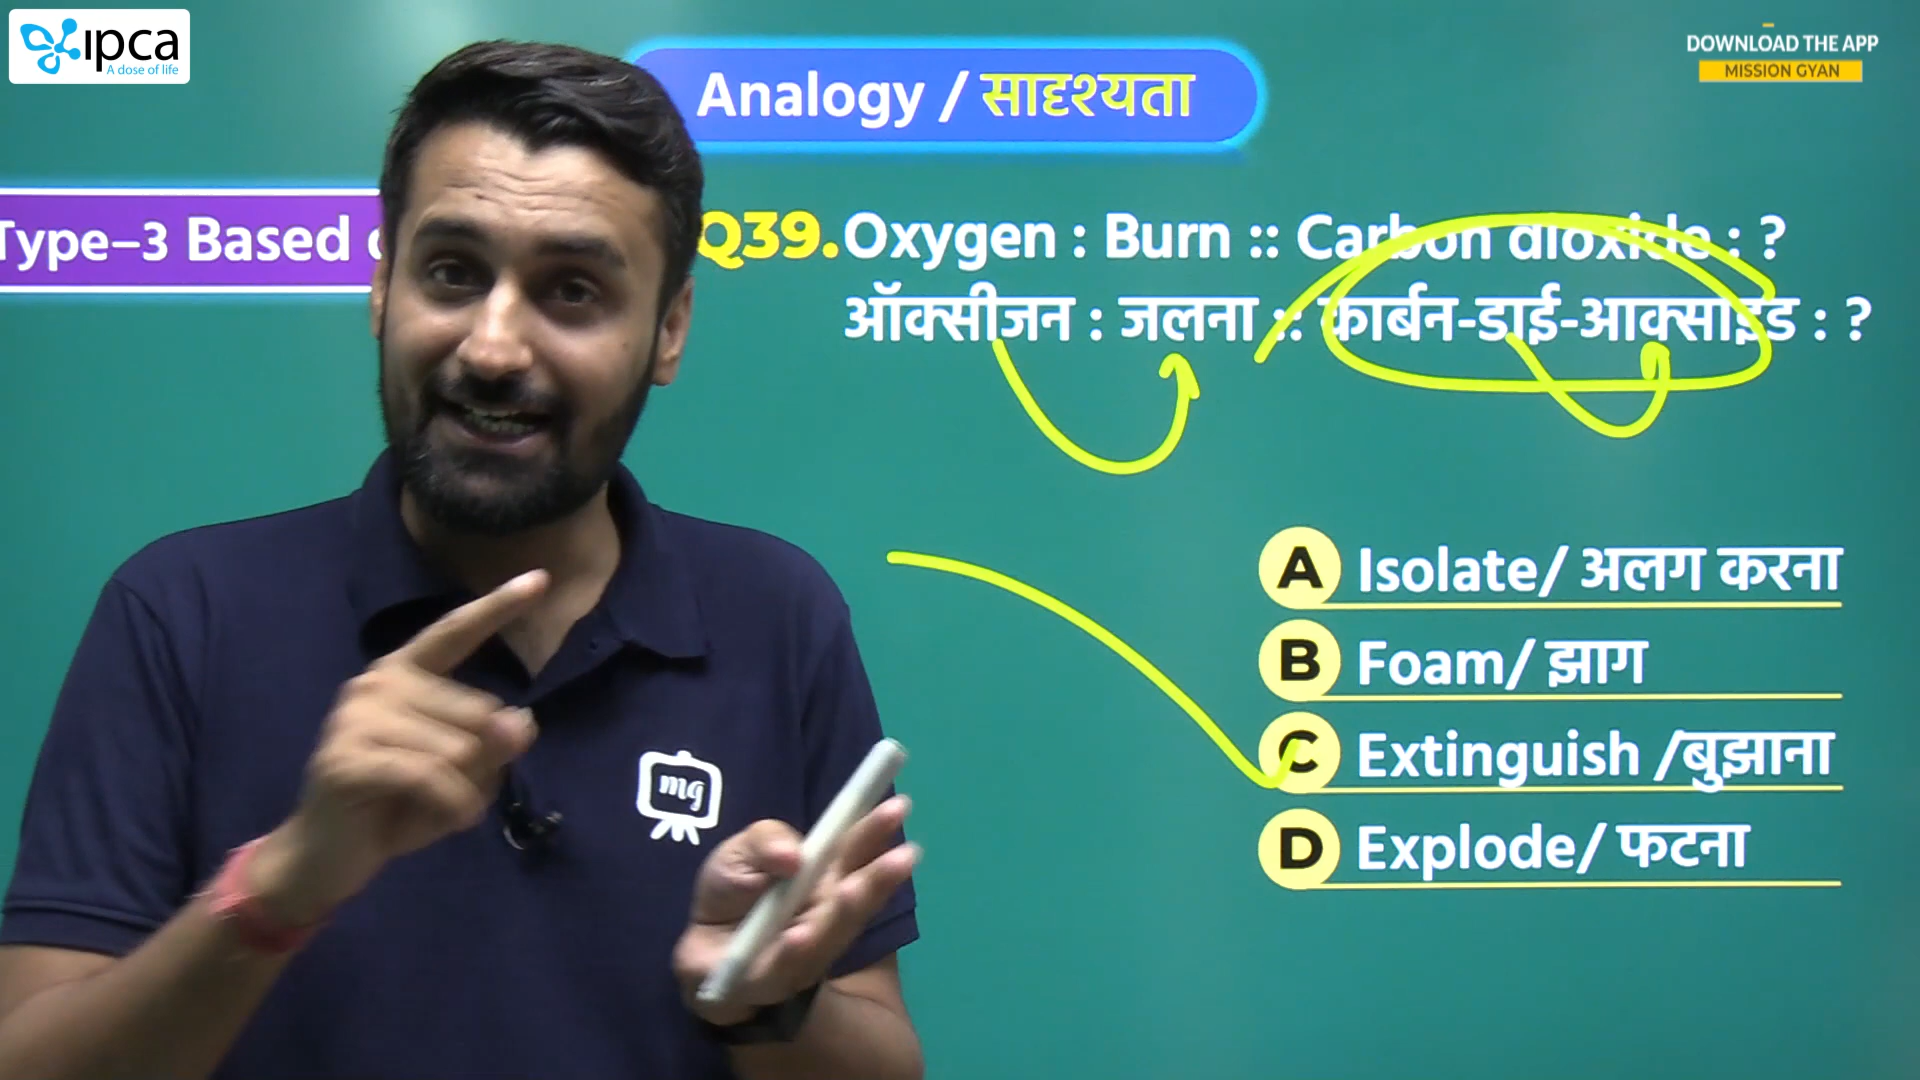 ipca
A dose of life
DOWNLOAD THE APP
MISSION GYAN
Analogy / सादृश्यता
Type-3 Based
Q39. Oxygen : Burn :: Carbon dioxide : ?
ऑक्सीजन : जलना :: कार्बन-डाई-आक्साइड : ?
A Isolate/ अलग करना
B Foam/ झाग
C Extinguish /बुझाना
D Explode/ फटना
mg